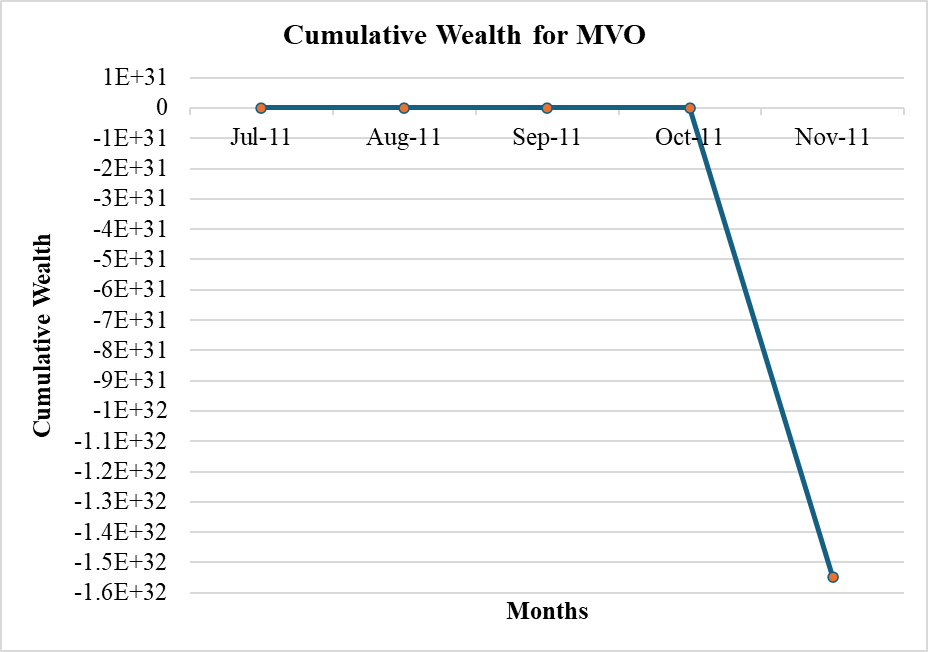 Cumulative Wealth for MVO
1E+31
0
-1E+31
-2E+31
-3E+31
-4E+31
-5E+31
-6E+31
-7E+31
-8E+31
-9E+31
-1E+32
-1.1E+32
-1.2E+32
-1.3E+32
-1.4E+32
-1.5E+32
-1.6E+32
Jul-11 Aug-11 Sep-11 Oct-11 Nov-11
Cumulative Wealth
Months